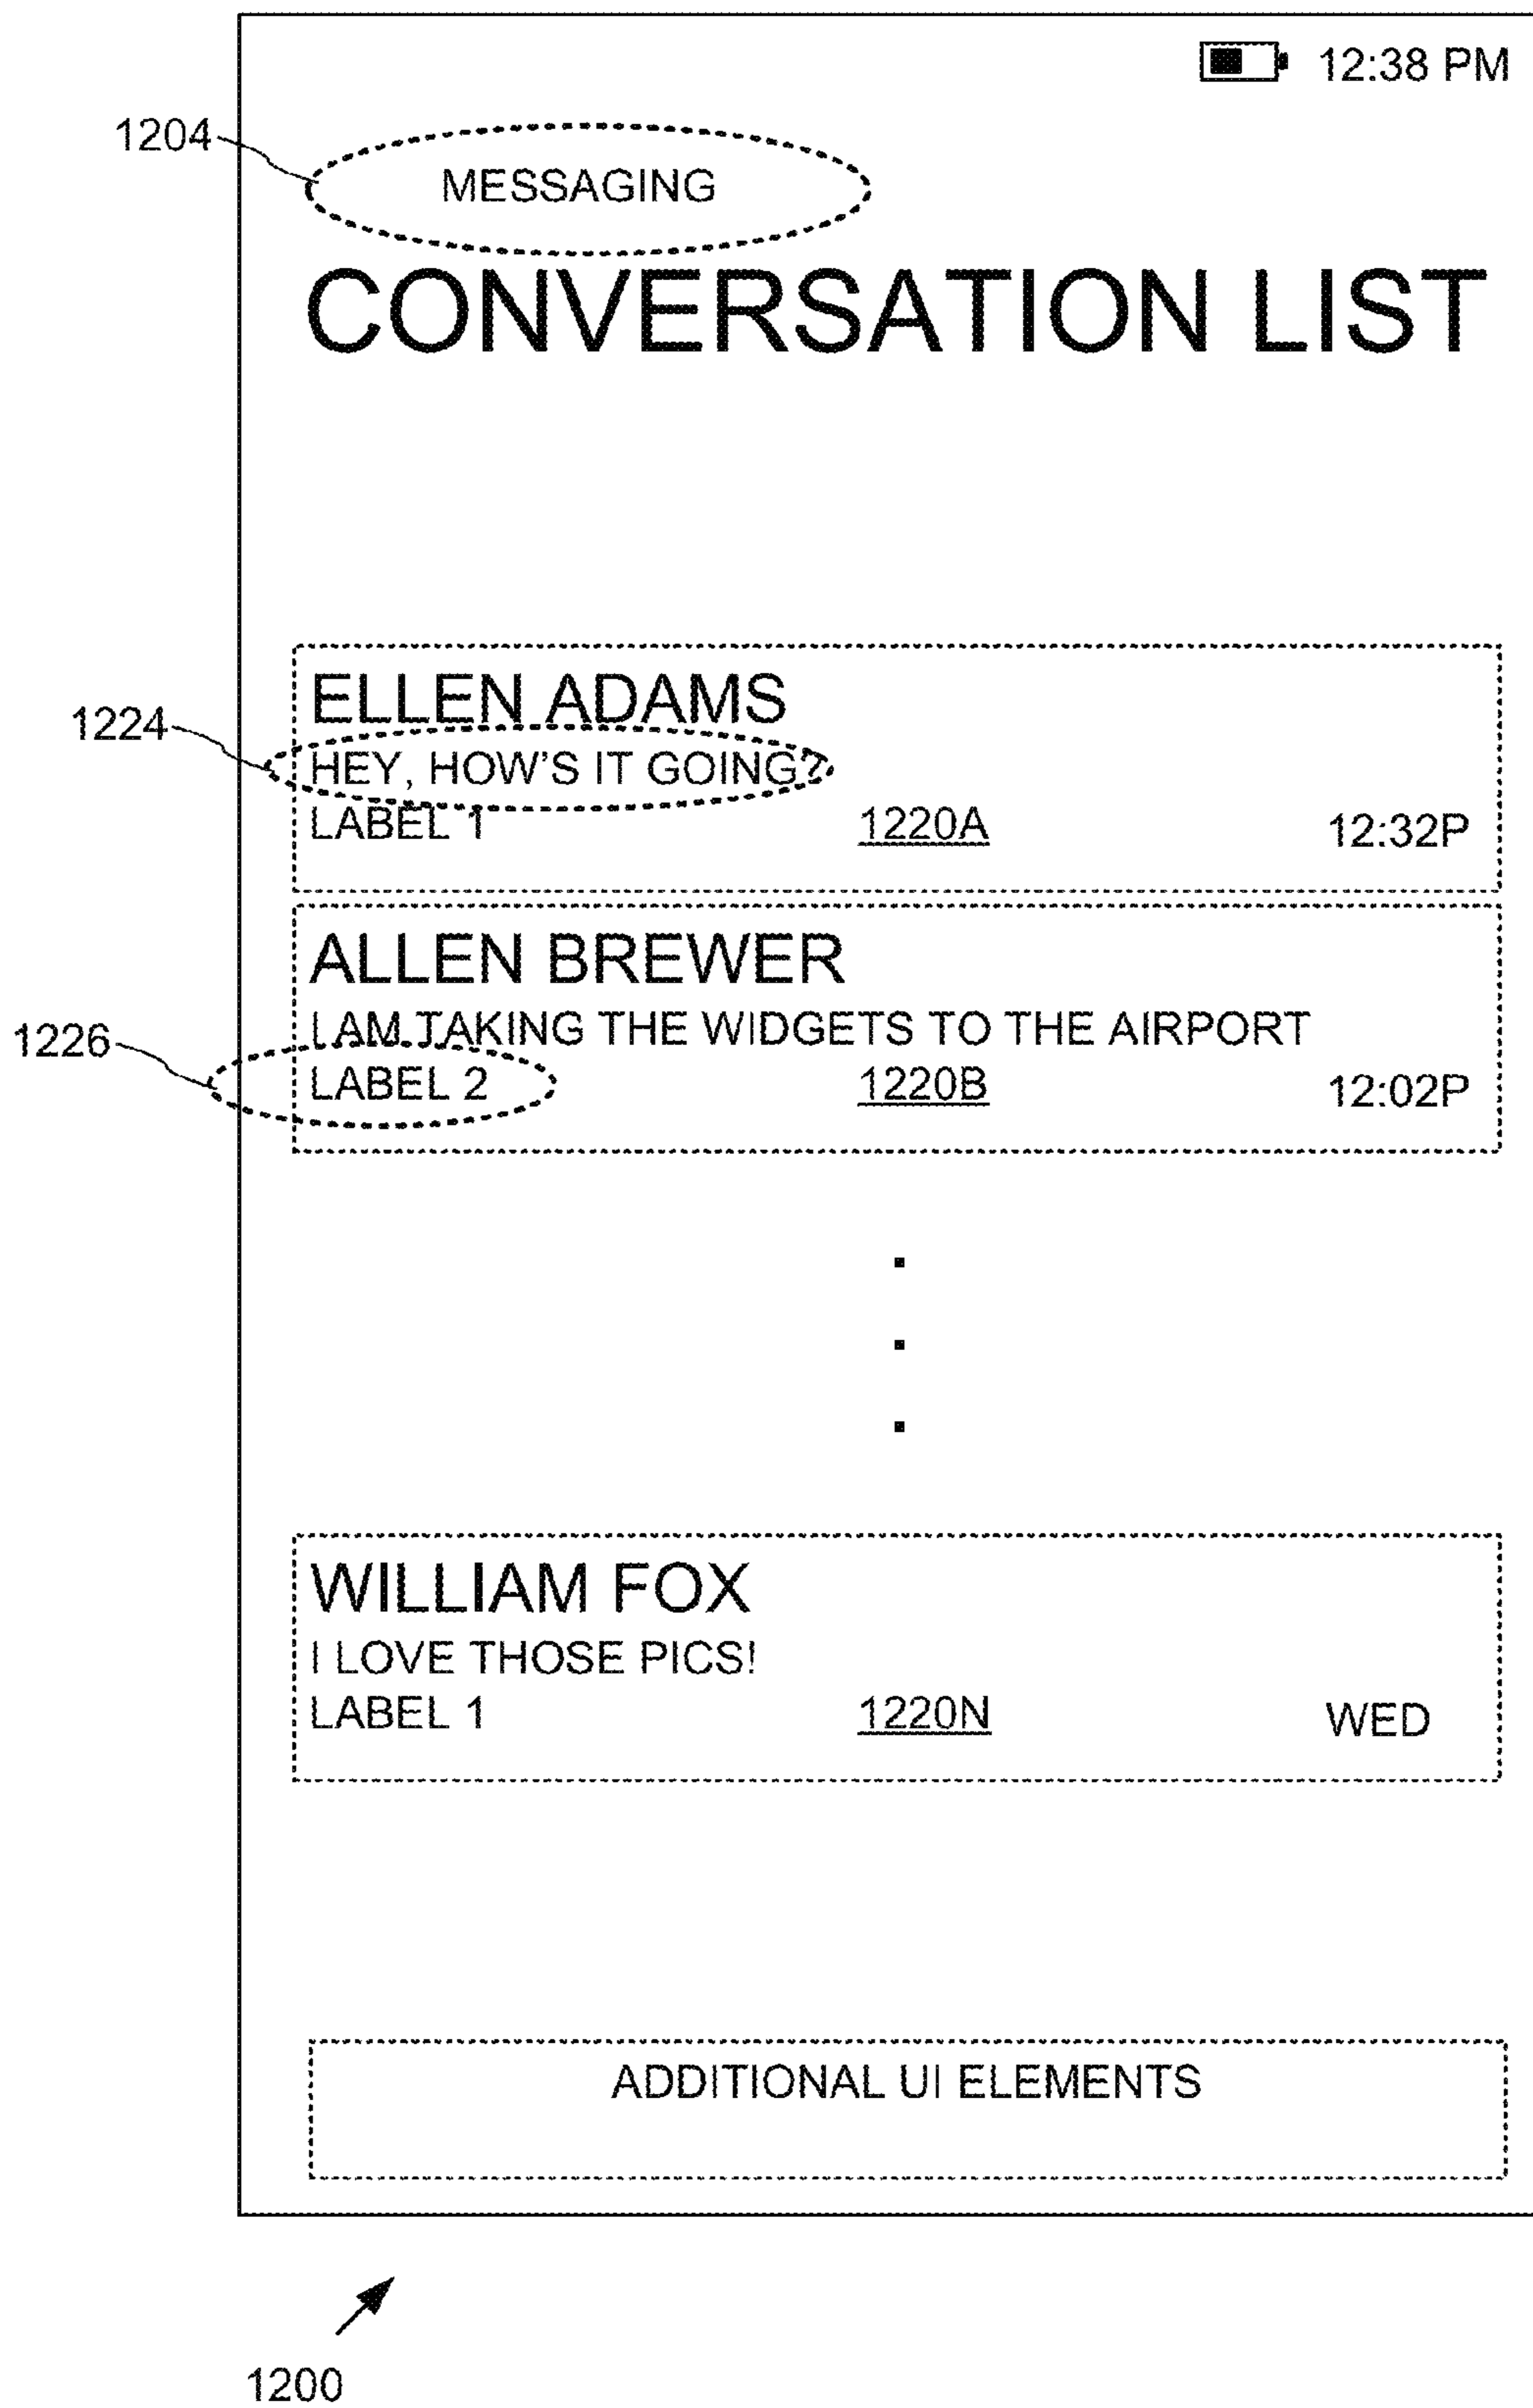 12:38 PM
1204
MESSAGING
CONVERSATION LIST
ELLEN ADAMS
1224
HEY, HOW'S IT GOING?
LABEL 1 1220A 12:32P
ALLEN BREWER
I AM TAKING THE WIDGETS TO THE AIRPORT
1226
LABEL 2 1220B 12:02P
WILLIAM FOX
I LOVE THOSE PICS!
LABEL 1 1220N WED
ADDITIONAL UI ELEMENTS
1200